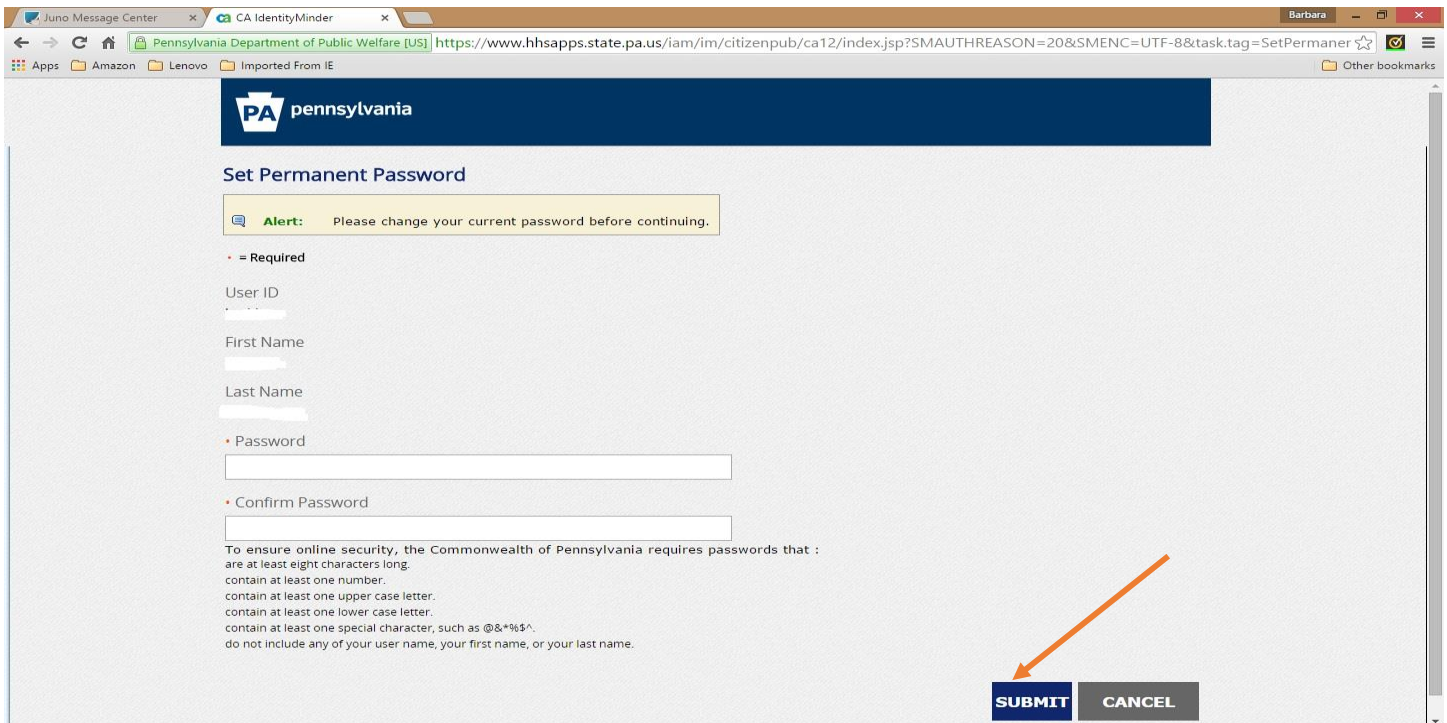 Juno Message Center
CA IdentityMinder
Barbara
Pennsylvania Department of Public Welfare [US] https://www.hhsapps.state.pa.us/iam/im/citizenpub/ca12/index.jsp?SMAUTHREASON=20&SMENC=UTF-8&task.tag=SetPermaner
Apps Amazon Lenovo Imported From IE Other bookmarks
PA pennsylvania
Set Permanent Password
Alert: Please change your current password before continuing.
• = Required
User ID
First Name
Last Name
• Password
• Confirm Password
To ensure online security, the Commonwealth of Pennsylvania requires passwords that :
are at least eight characters long.
contain at least one number.
contain at least one upper case letter.
contain at least one lower case letter.
contain at least one special character, such as @&*%$^.
do not include any of your user name, your first name, or your last name.
SUBMIT CANCEL